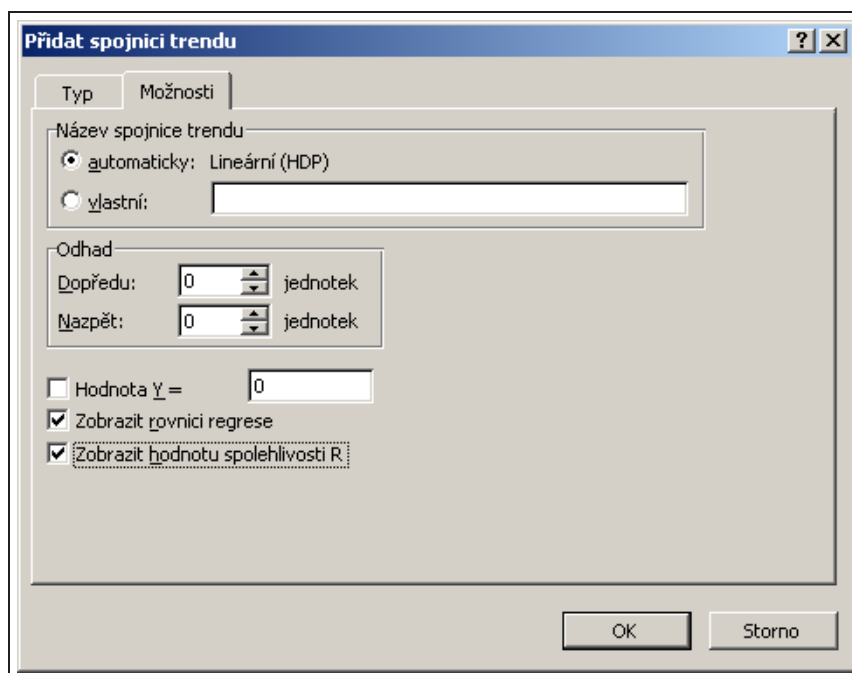 Přidat spojnici trendu
Typ
Možnosti
Název spojnice trendu
automaticky: Lineární (HDP)
vlastní:
Odhad
Dopředu: 0 jednotek
Nazpět: 0 jednotek
Hodnota Y = 0
Zobrazit rovnici regrese
Zobrazit hodnotu spolehlivosti R
OK
Storno